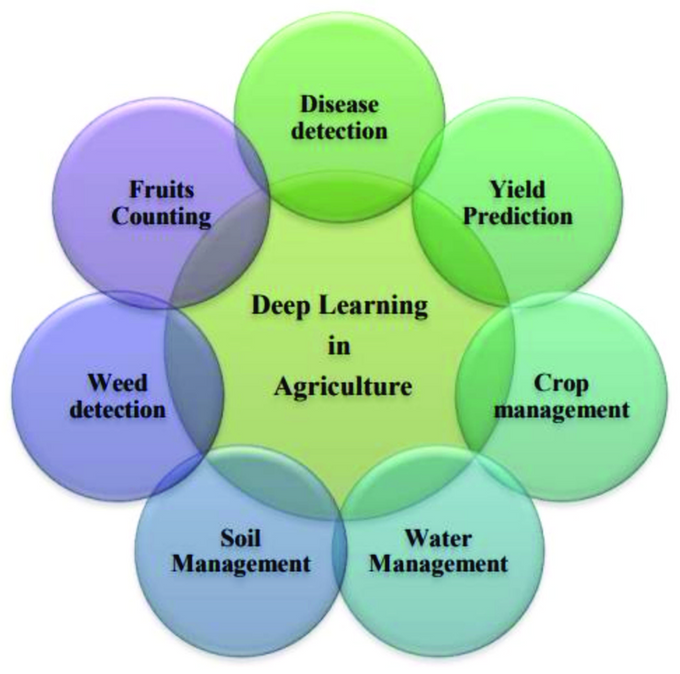 Disease
detection
Yield
Prediction
Crop
management
Water
Management
Soil
Management
Weed
detection
Fruits
Counting
Deep Learning
in
Agriculture